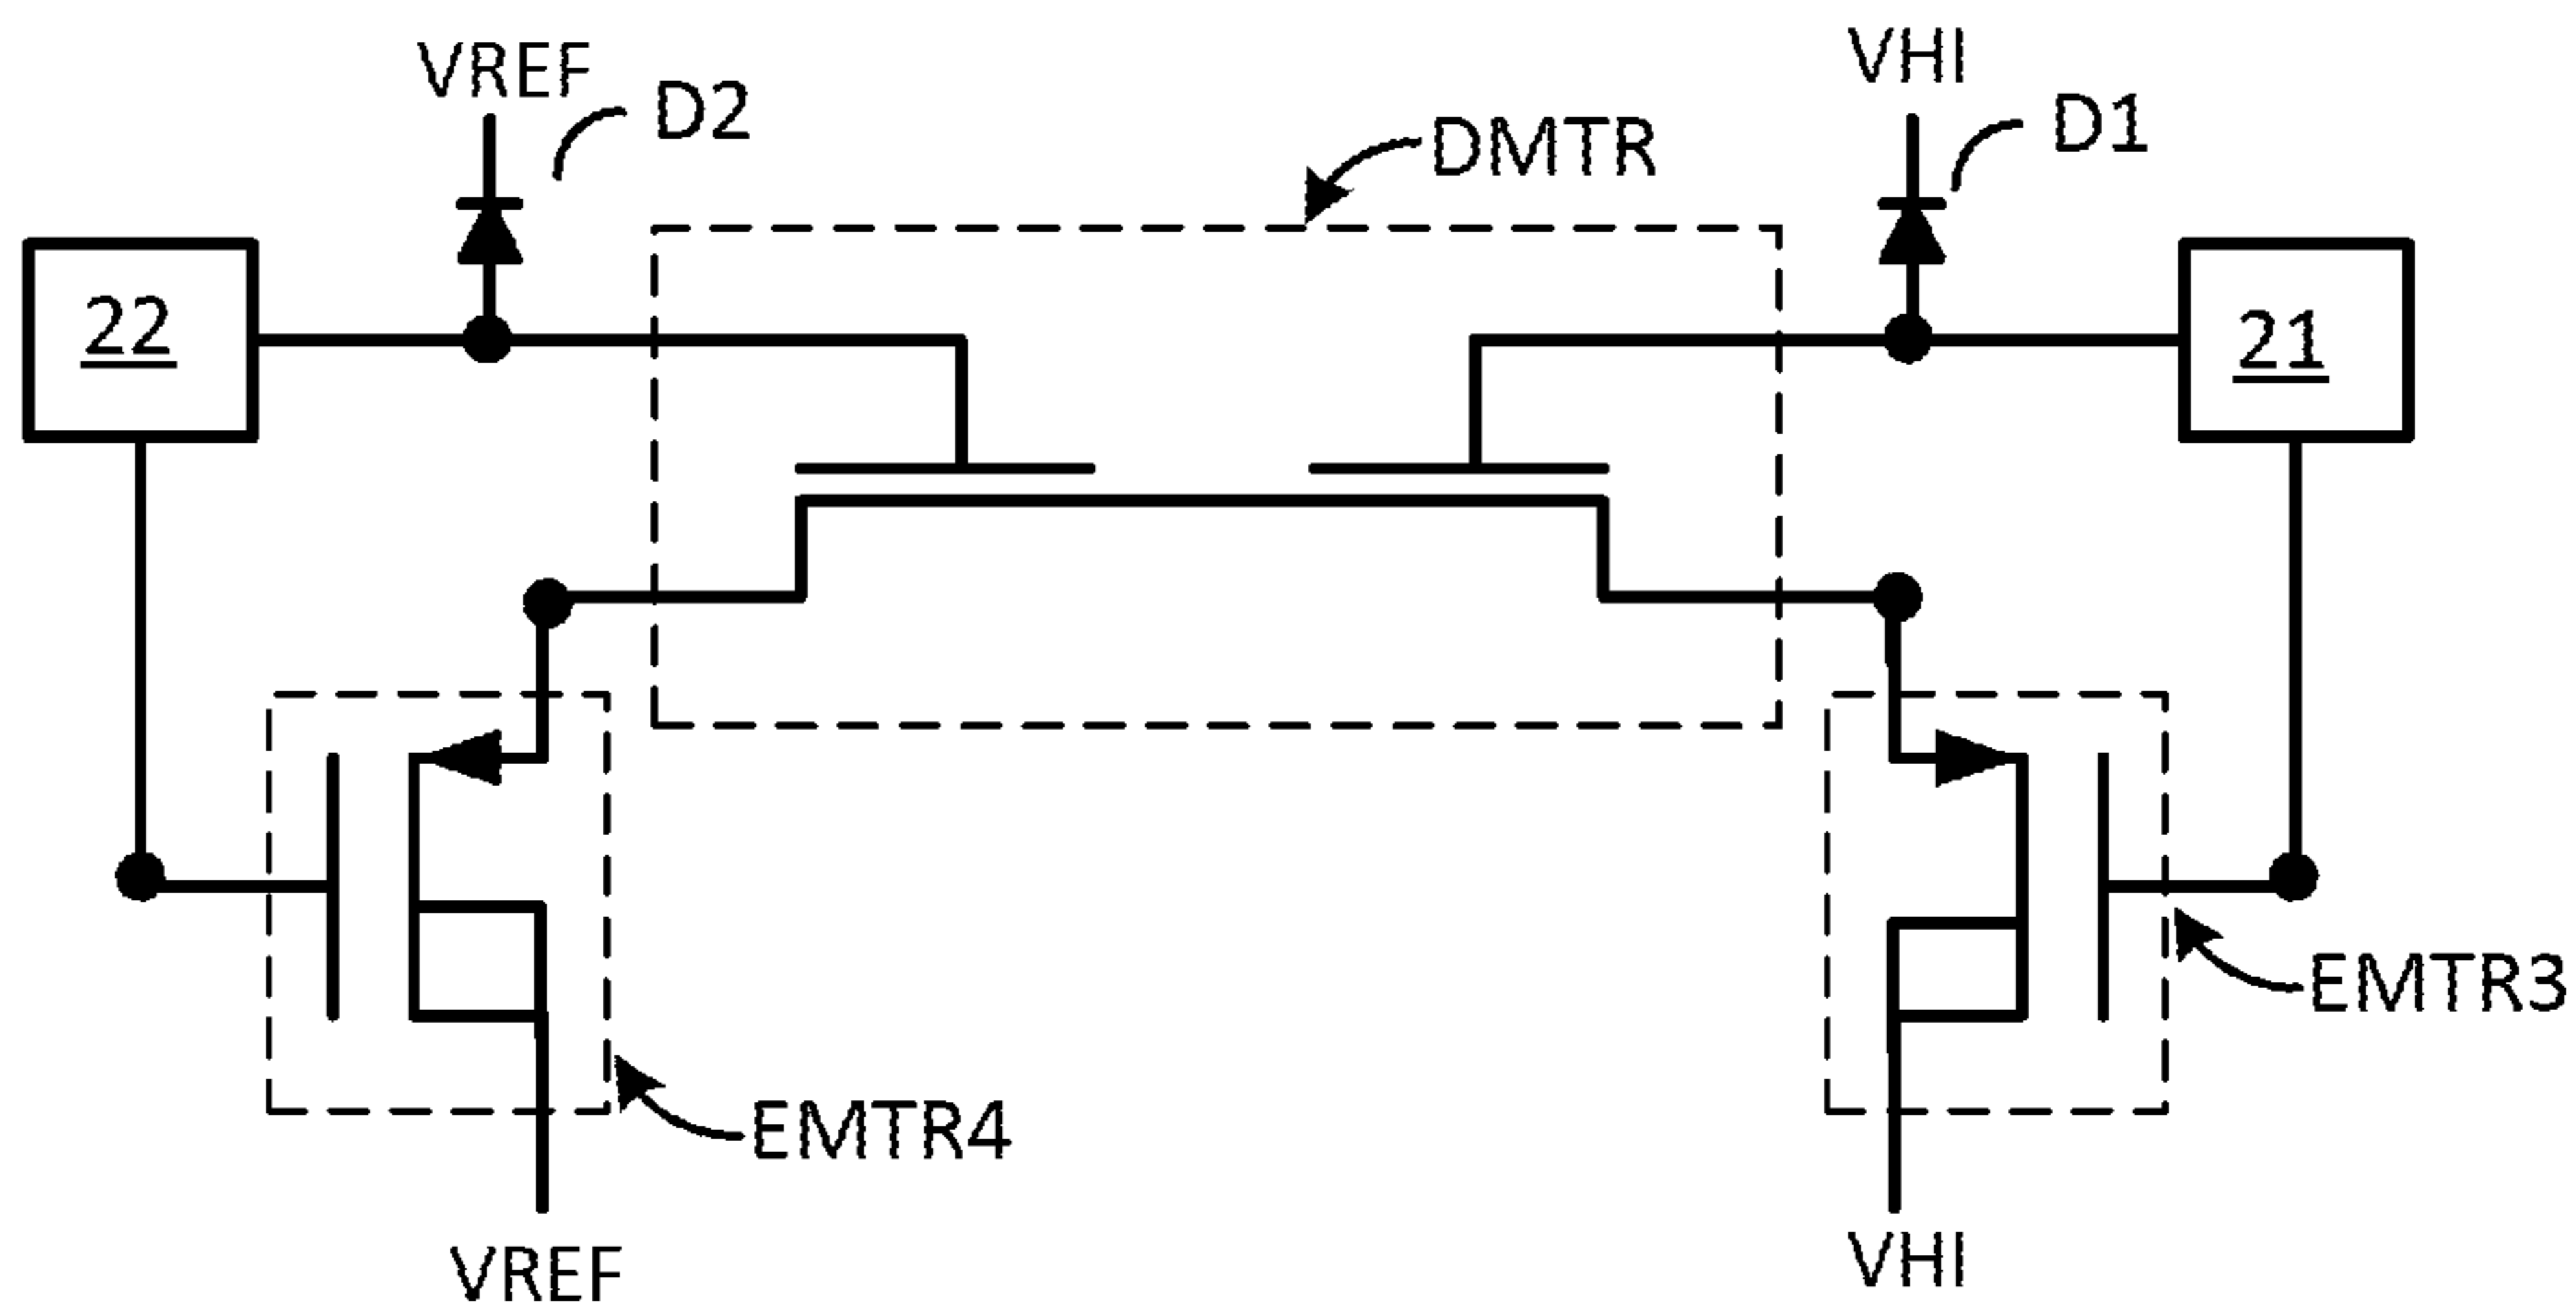 VREF
D2
VHI
D1
DMTR
22
21
EMTR3
EMTR4
VREF
VHI